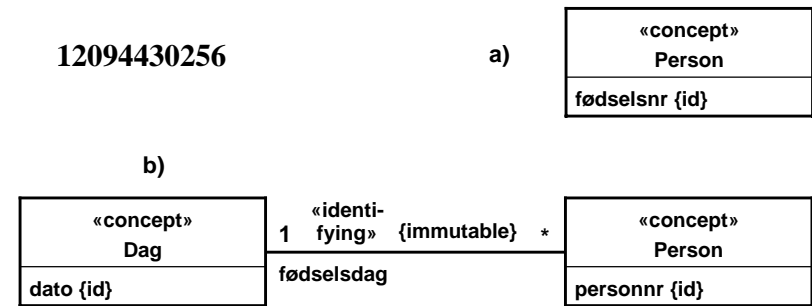 12094430256
a)
«concept»
Person
fødselsnr {id}
b)
«concept»
Dag
dato {id}
1
«identi-
fying»
{immutable}
*
fødselsdag
«concept»
Person
personnr {id}